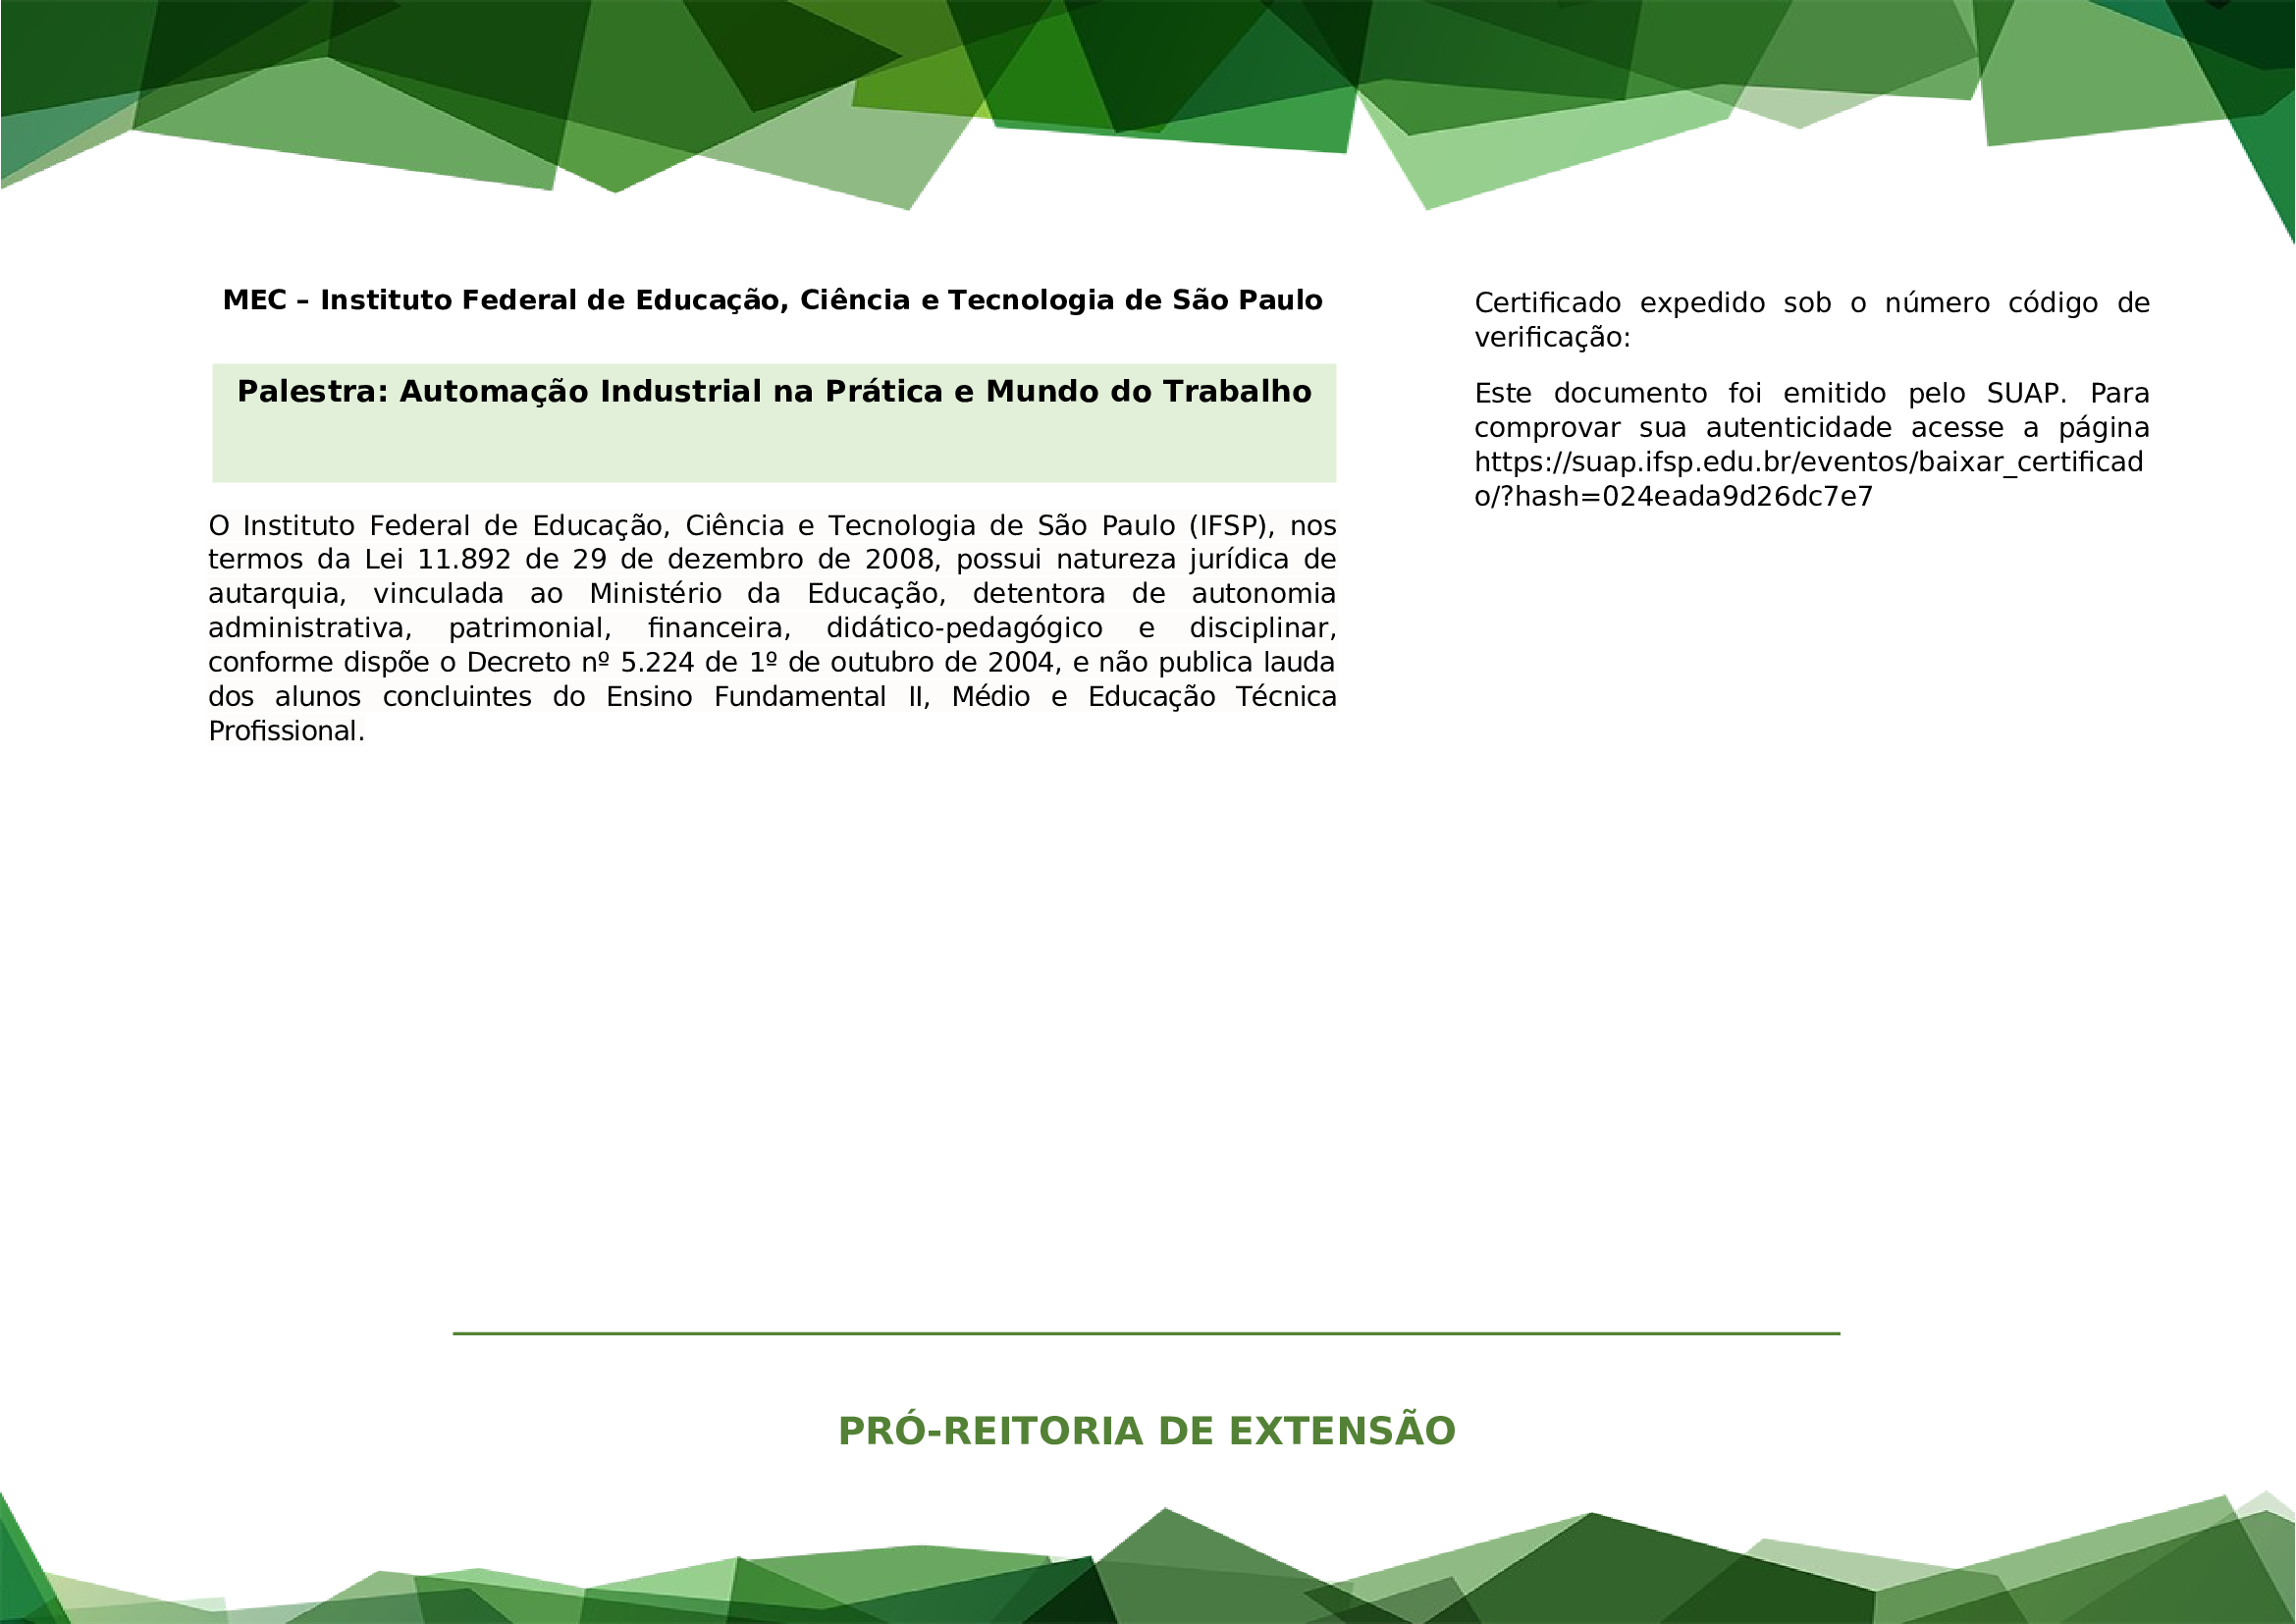 MEC – Instituto Federal de Educação, Ciência e Tecnologia de São Paulo
Palestra: Automação Industrial na Prática e Mundo do Trabalho
O Instituto Federal de Educação, Ciência e Tecnologia de São Paulo (IFSP), nos
termos da Lei 11.892 de 29 de dezembro de 2008, possui natureza jurídica de
autarquia, vinculada ao Ministério da Educação, detentora de autonomia
administrativa, patrimonial, financeira, didático-pedagógico e disciplinar,
conforme dispõe o Decreto nº 5.224 de 1º de outubro de 2004, e não publica lauda
dos alunos concluintes do Ensino Fundamental II, Médio e Educação Técnica
Profissional.
Certificado expedido sob o número código de
verificação:
Este documento foi emitido pelo SUAP. Para
comprovar sua autenticidade acesse a página
https://suap.ifsp.edu.br/eventos/baixar_certificad
o/?hash=024eada9d26dc7e7
PRÓ-REITORIA DE EXTENSÃO